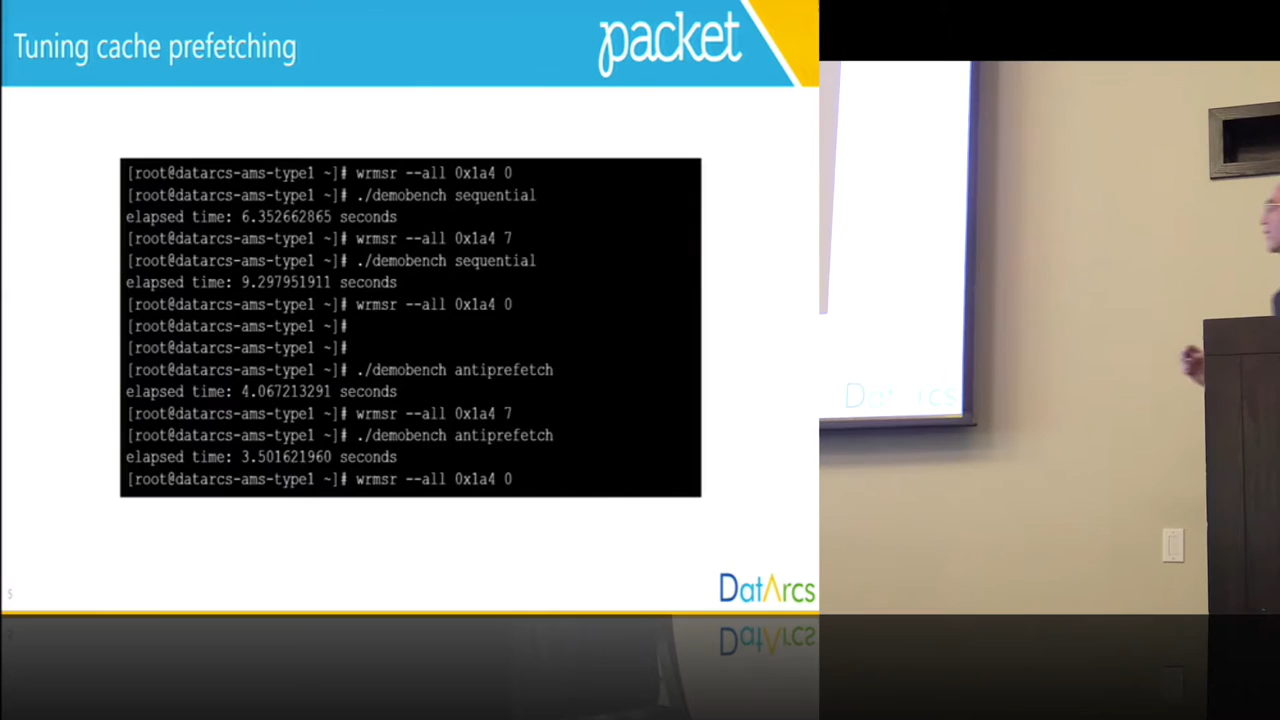 Tuning cache prefetching
packet
[root@datarcs-ams-type1 ~]# wrmsr --all 0x1a4 0
[root@datarcs-ams-type1 ~]# ./demobench sequential
elapsed time: 6.352662865 seconds
[root@datarcs-ams-type1 ~]# wrmsr --all 0x1a4 7
[root@datarcs-ams-type1 ~]# ./demobench sequential
elapsed time: 9.297951911 seconds
[root@datarcs-ams-type1 ~]# wrmsr --all 0x1a4 0
[root@datarcs-ams-type1 ~]#
[root@datarcs-ams-type1 ~]#
[root@datarcs-ams-type1 ~]# ./demobench antiprefetch
elapsed time: 4.067213291 seconds
[root@datarcs-ams-type1 ~]# wrmsr --all 0x1a4 7
[root@datarcs-ams-type1 ~]# ./demobench antiprefetch
elapsed time: 3.501621960 seconds
[root@datarcs-ams-type1 ~]# wrmsr --all 0x1a4 0
5
DatArcs